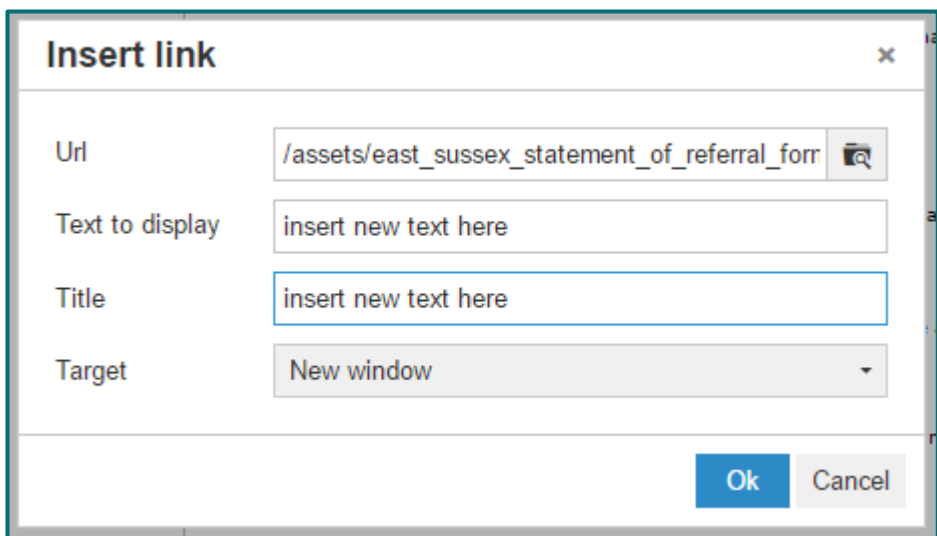 Insert link
×
Url /assets/east_sussex_statement_of_referral_forr
Text to display insert new text here
Title insert new text here
Target New window
Ok Cancel